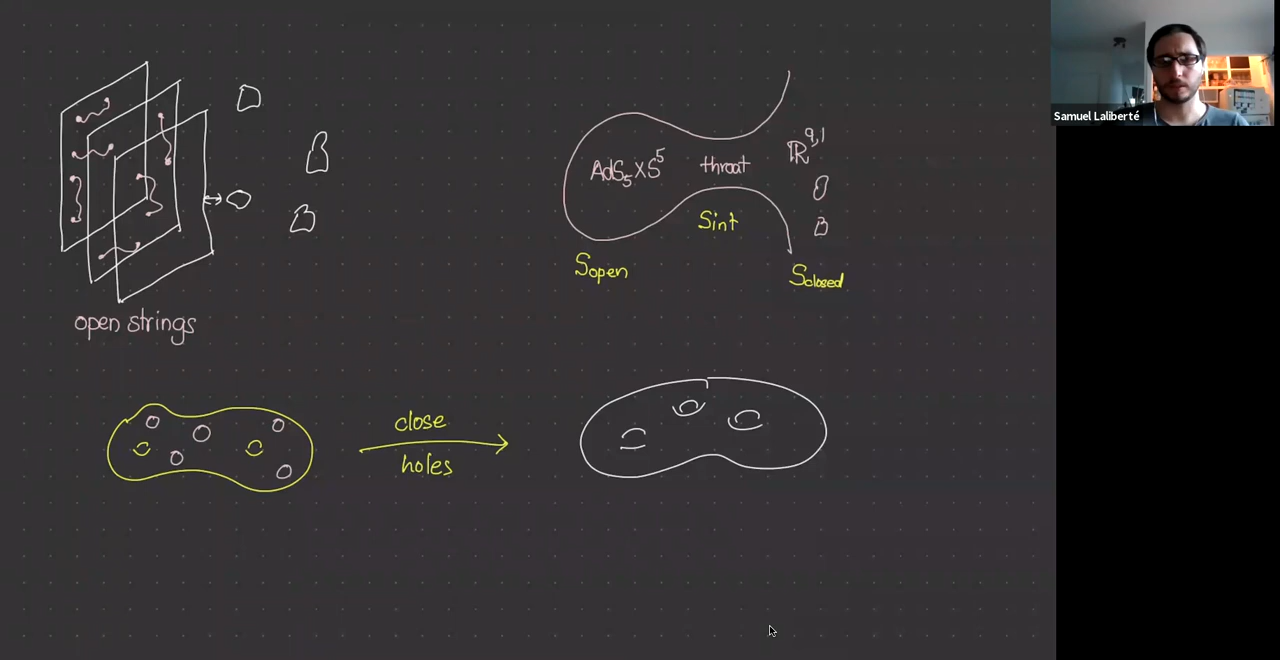 AdS₅×S⁵
throat
ℝ⁹,¹
Sint
Sopen
Sclosed
open strings
close
holes
Samuel Laliberté